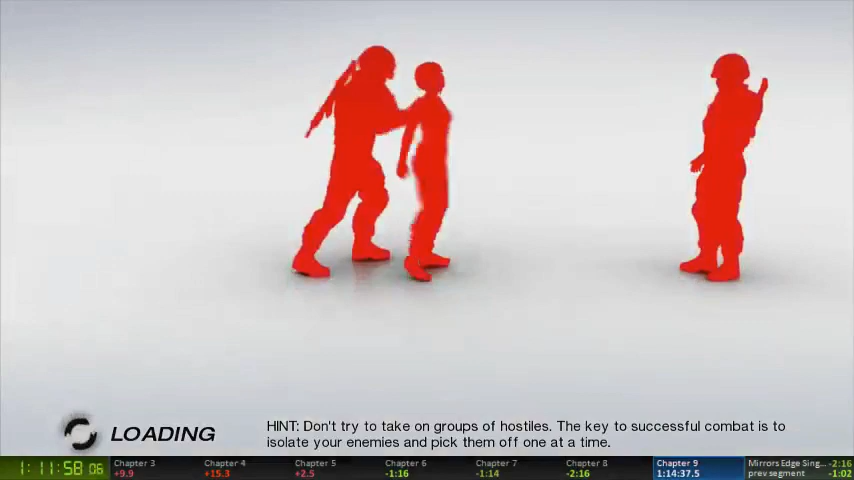 LOADING
HINT: Don't try to take on groups of hostiles. The key to successful combat is to
isolate your enemies and pick them off one at a time.
1:11:58 06
Chapter 3
+9.9
Chapter 4
+15.3
Chapter 5
+2.5
Chapter 6
-1:16
Chapter 7
-1:14
Chapter 8
-2:16
Chapter 9
1:14:37.5
Mirrors Edge Sing... -2:16
prev segment -1:02